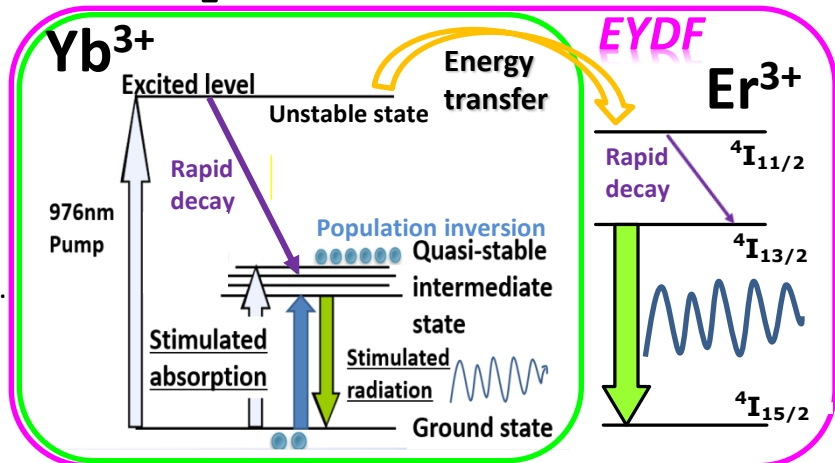 Yb3+
EYDF
Energy
transfer
Er3+
Excited level
Unstable state
Rapid
decay
976nm
Pump
Population inversion
Quasi-stable
intermediate
state
Stimulated
absorption
Stimulated
radiation
Ground state
4I11/2
Rapid
decay
4I13/2
4I15/2